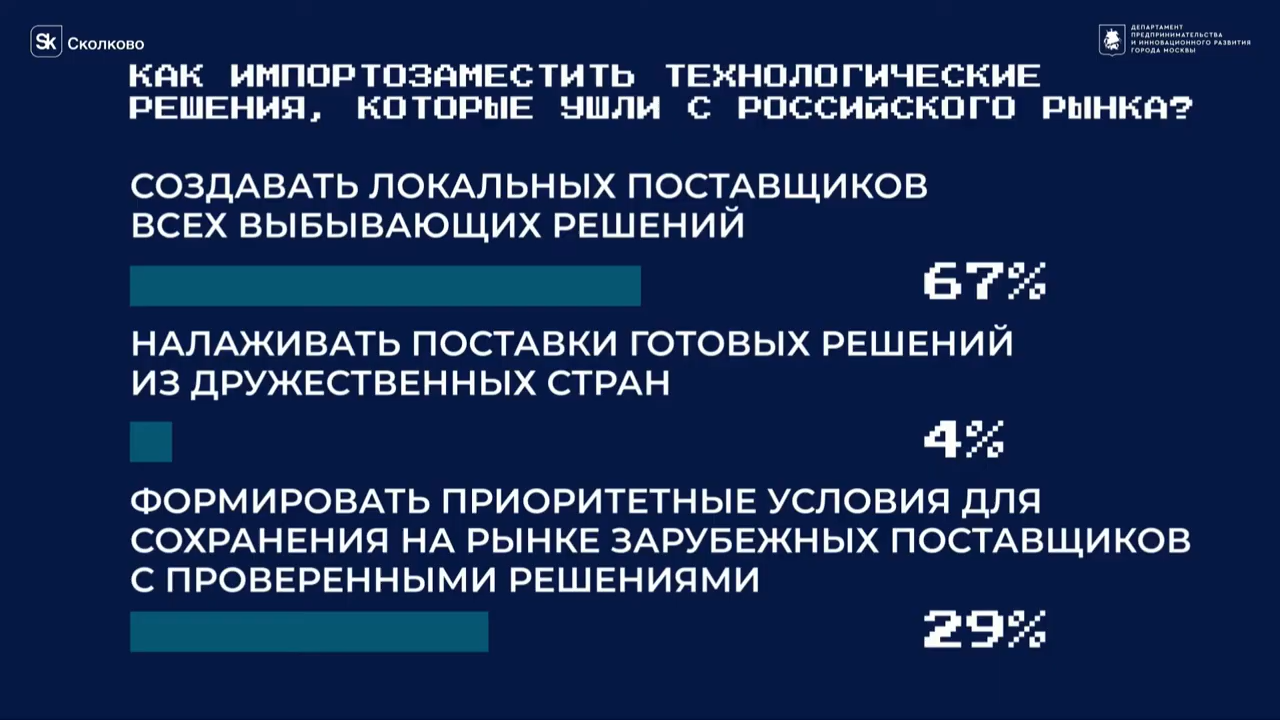 Sk Сколково
ДЕПАРТАМЕНТ
ПРЕДПРИНИМАТЕЛЬСТВА
И ИННОВАЦИОННОГО РАЗВИТИЯ
ГОРОДА МОСКВЫ
КАК ИМПОРТОЗАМЕСТИТЬ ТЕХНОЛОГИЧЕСКИЕ
РЕШЕНИЯ, КОТОРЫЕ УШЛИ С РОССИЙСКОГО РЫНКА?
СОЗДАВАТЬ ЛОКАЛЬНЫХ ПОСТАВЩИКОВ
ВСЕХ ВЫБЫВАЮЩИХ РЕШЕНИЙ
67%
НАЛАЖИВАТЬ ПОСТАВКИ ГОТОВЫХ РЕШЕНИЙ
ИЗ ДРУЖЕСТВЕННЫХ СТРАН
4%
ФОРМИРОВАТЬ ПРИОРИТЕТНЫЕ УСЛОВИЯ ДЛЯ
СОХРАНЕНИЯ НА РЫНКЕ ЗАРУБЕЖНЫХ ПОСТАВЩИКОВ
С ПРОВЕРЕННЫМИ РЕШЕНИЯМИ
29%